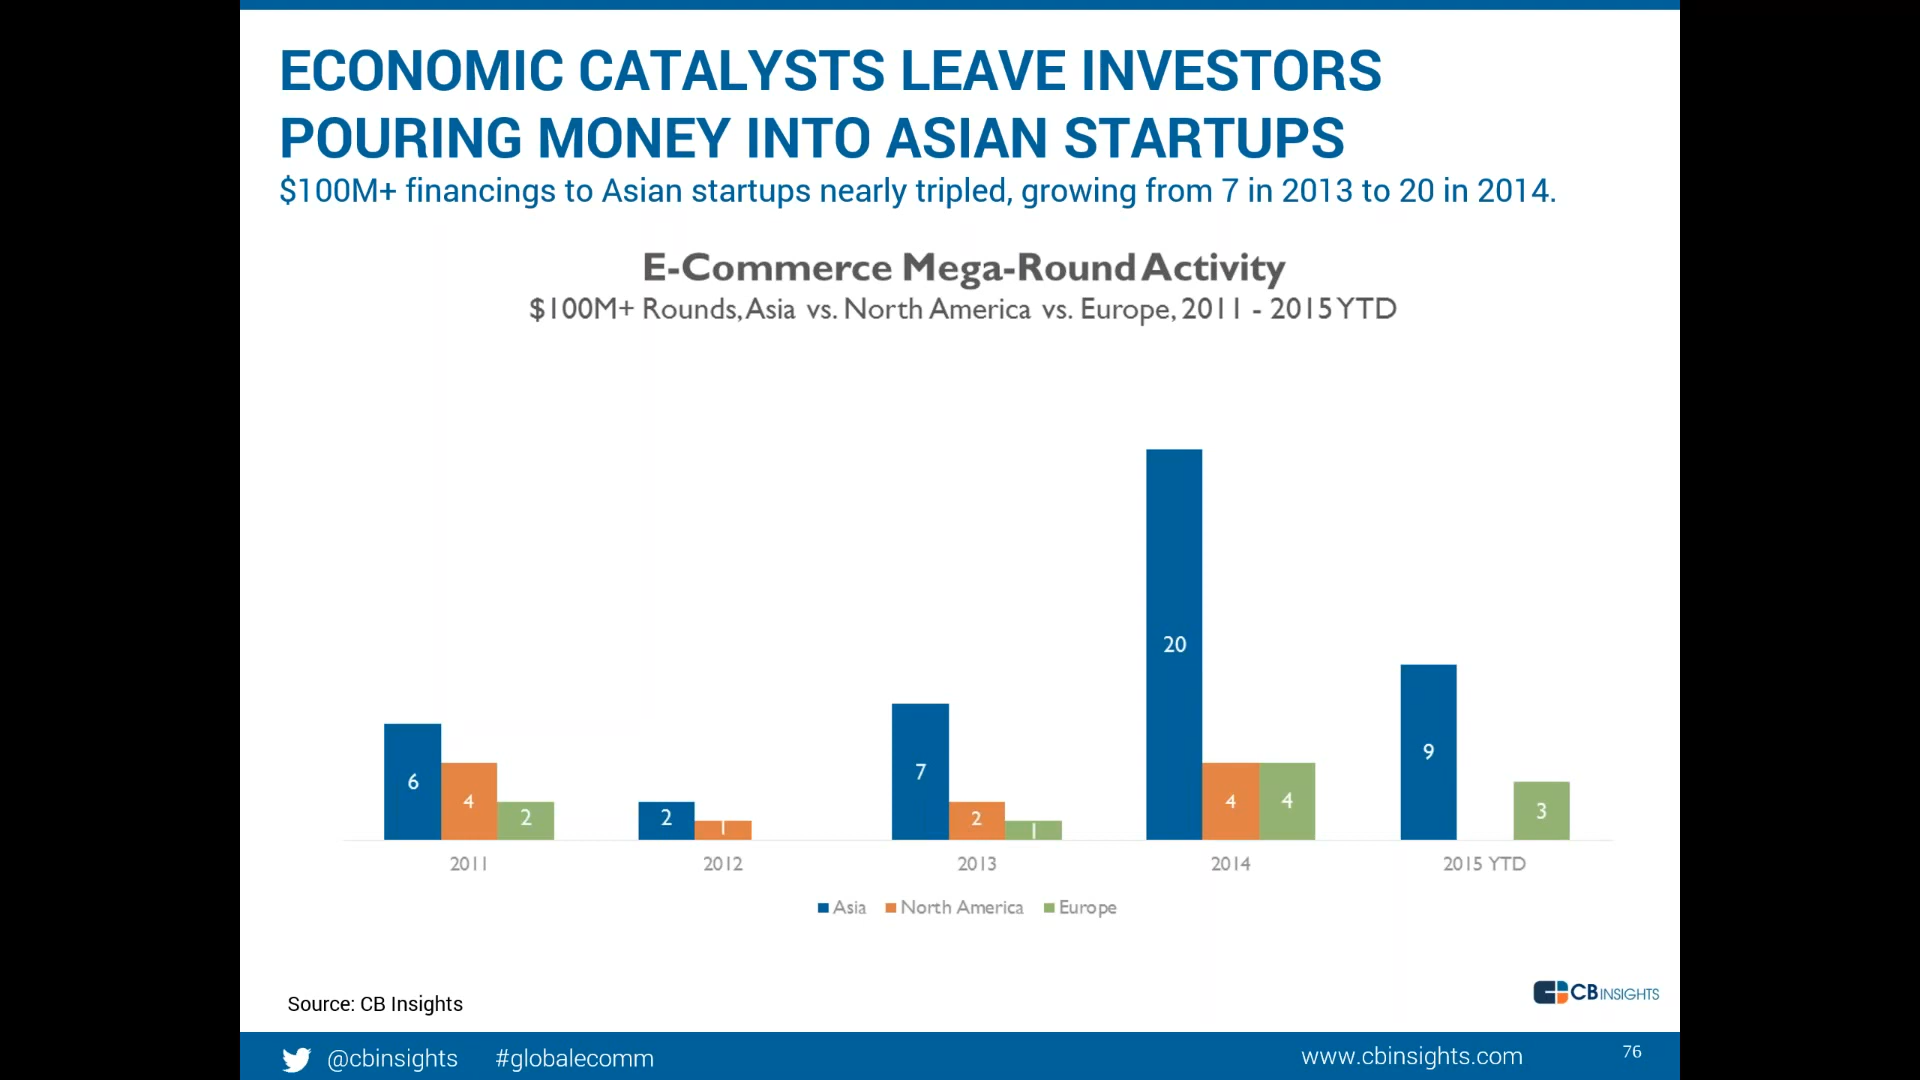 ECONOMIC CATALYSTS LEAVE INVESTORS
POURING MONEY INTO ASIAN STARTUPS
$100M+ financings to Asian startups nearly tripled, growing from 7 in 2013 to 20 in 2014.
E-Commerce Mega-Round Activity
$100M+ Rounds, Asia vs. North America vs. Europe, 2011 - 2015 YTD
6 4 2 2 1 7 2 1 20 4 4 9 3
2011 2012 2013 2014 2015 YTD
Asia North America Europe
Source: CB Insights
CBINSIGHTS
@cbinsights #globalecomm www.cbinsights.com 76